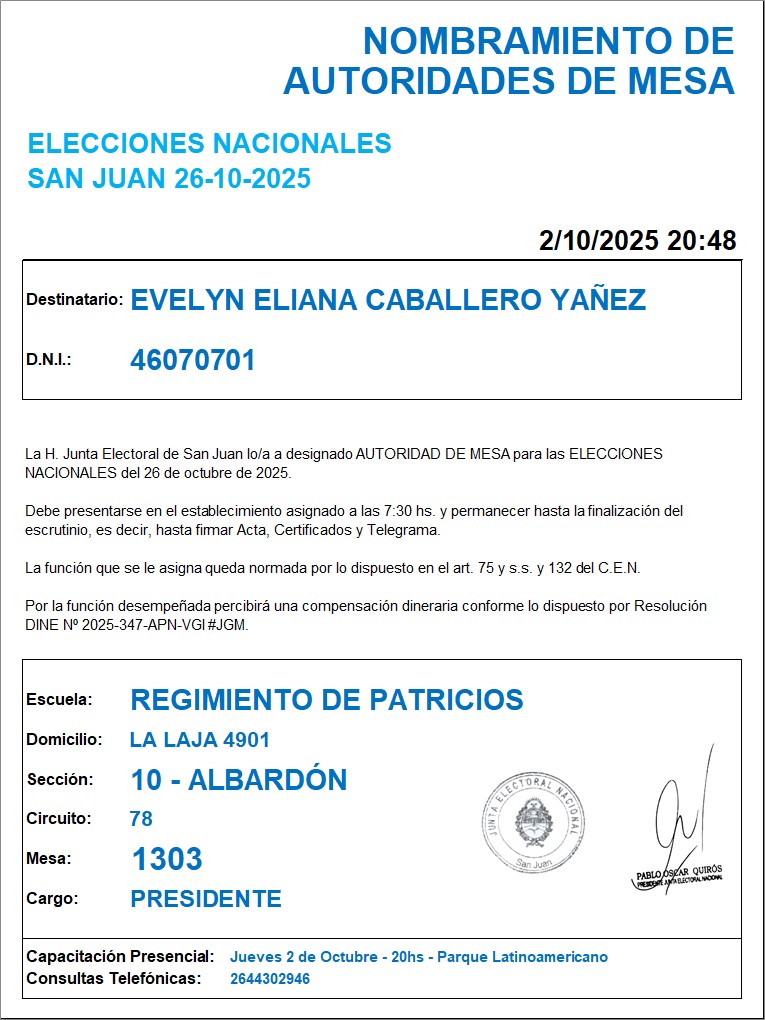 NOMBRAMIENTO DE
AUTORIDADES DE MESA
ELECCIONES NACIONALES
SAN JUAN 26-10-2025
2/10/2025 20:48
Destinatario: EVELYN ELIANA CABALLERO YAÑEZ
D.N.I.: 46070701
La H. Junta Electoral de San Juan lo/a a designado AUTORIDAD DE MESA para las ELECCIONES
NACIONALES del 26 de octubre de 2025.
Debe presentarse en el establecimiento asignado a las 7:30 hs. y permanecer hasta la finalización del
escrutinio, es decir, hasta firmar Acta, Certificados y Telegrama.
La función que se le asigna queda normada por lo dispuesto en el art. 75 y s.s. y 132 del C.E.N.
Por la función desempeñada percibirá una compensación dineraria conforme lo dispuesto por Resolución
DINE Nº 2025-347-APN-VGI#JGM.
Escuela: REGIMIENTO DE PATRICIOS
Domicilio: LA LAJA 4901
Sección: 10 - ALBARDÓN
Circuito: 78
Mesa: 1303
Cargo: PRESIDENTE
JUNTA ELECTORAL NACIONAL
San Juan
PABLO OSCAR QUIRÓS
PRESIDENTE JUNTA ELECTORAL NACIONAL
Capacitación Presencial: Jueves 2 de Octubre - 20hs - Parque Latinoamericano
Consultas Telefónicas: 2644302946